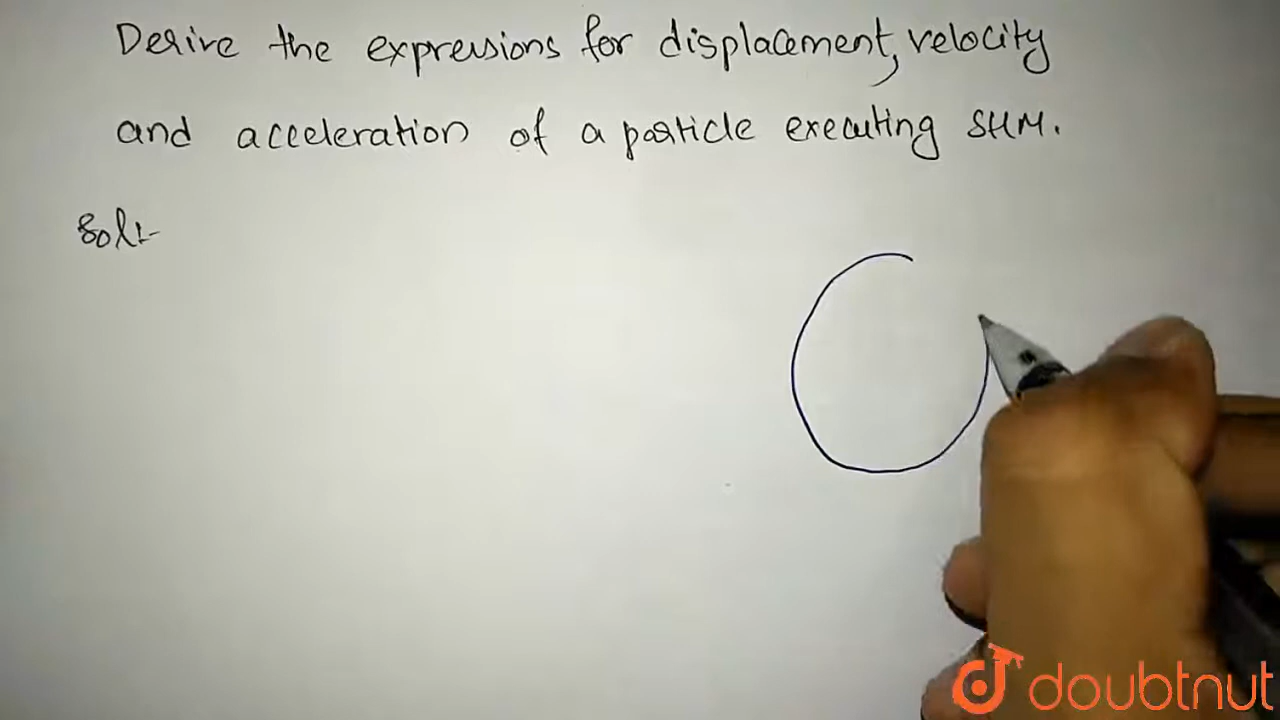 Derive the expressions for displacement, velocity
and acceleration of a particle executing SHM.
Sol:-
doubtnut